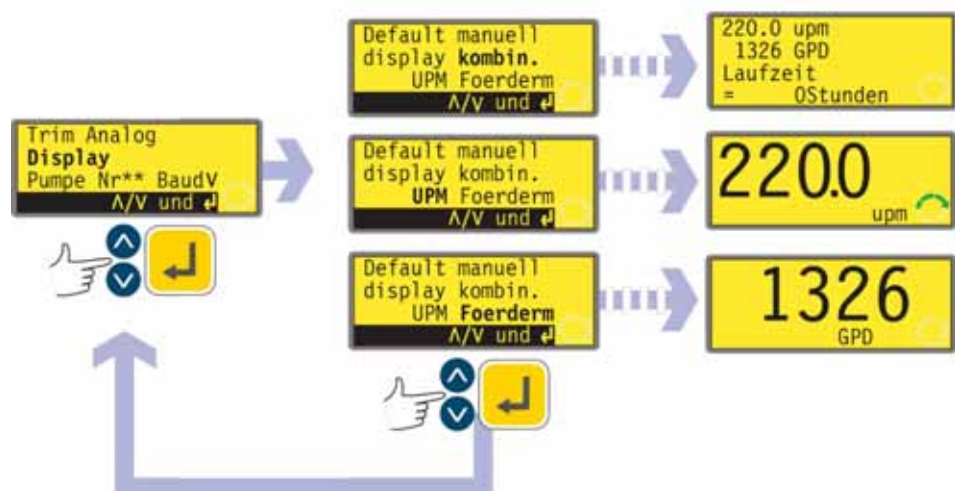 Trim Analog
Display
Pumpe Nr** BaudV
Λ/V und ↵
Default manuell
display kombin.
UPM Foerderm
Λ/v und ↵
220.0 upm
1326 GPD
Laufzeit
= 0Stunden
Default manuell
display kombin.
UPM Foerderm
Λ/V und ↵
220.0
upm
Default manuell
display kombin.
UPM Foerderm
Λ/V und ↵
1326
GPD